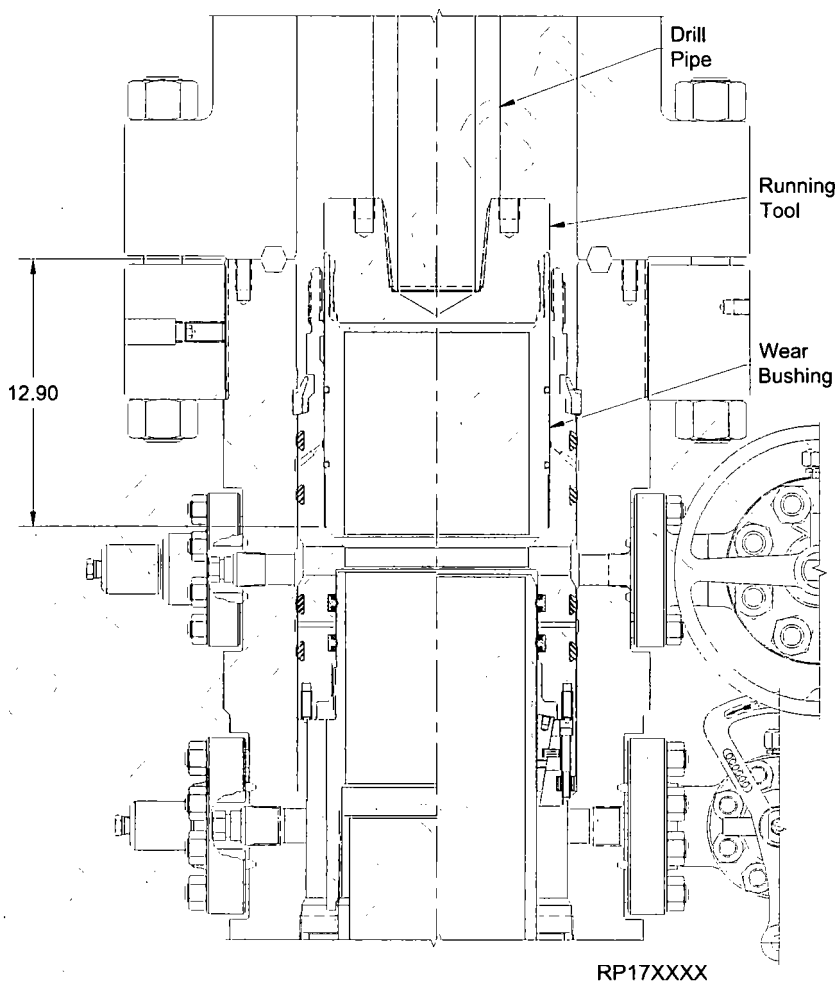 Drill
Pipe
Running
Tool
Wear
Bushing
12.90
RP17XXXX